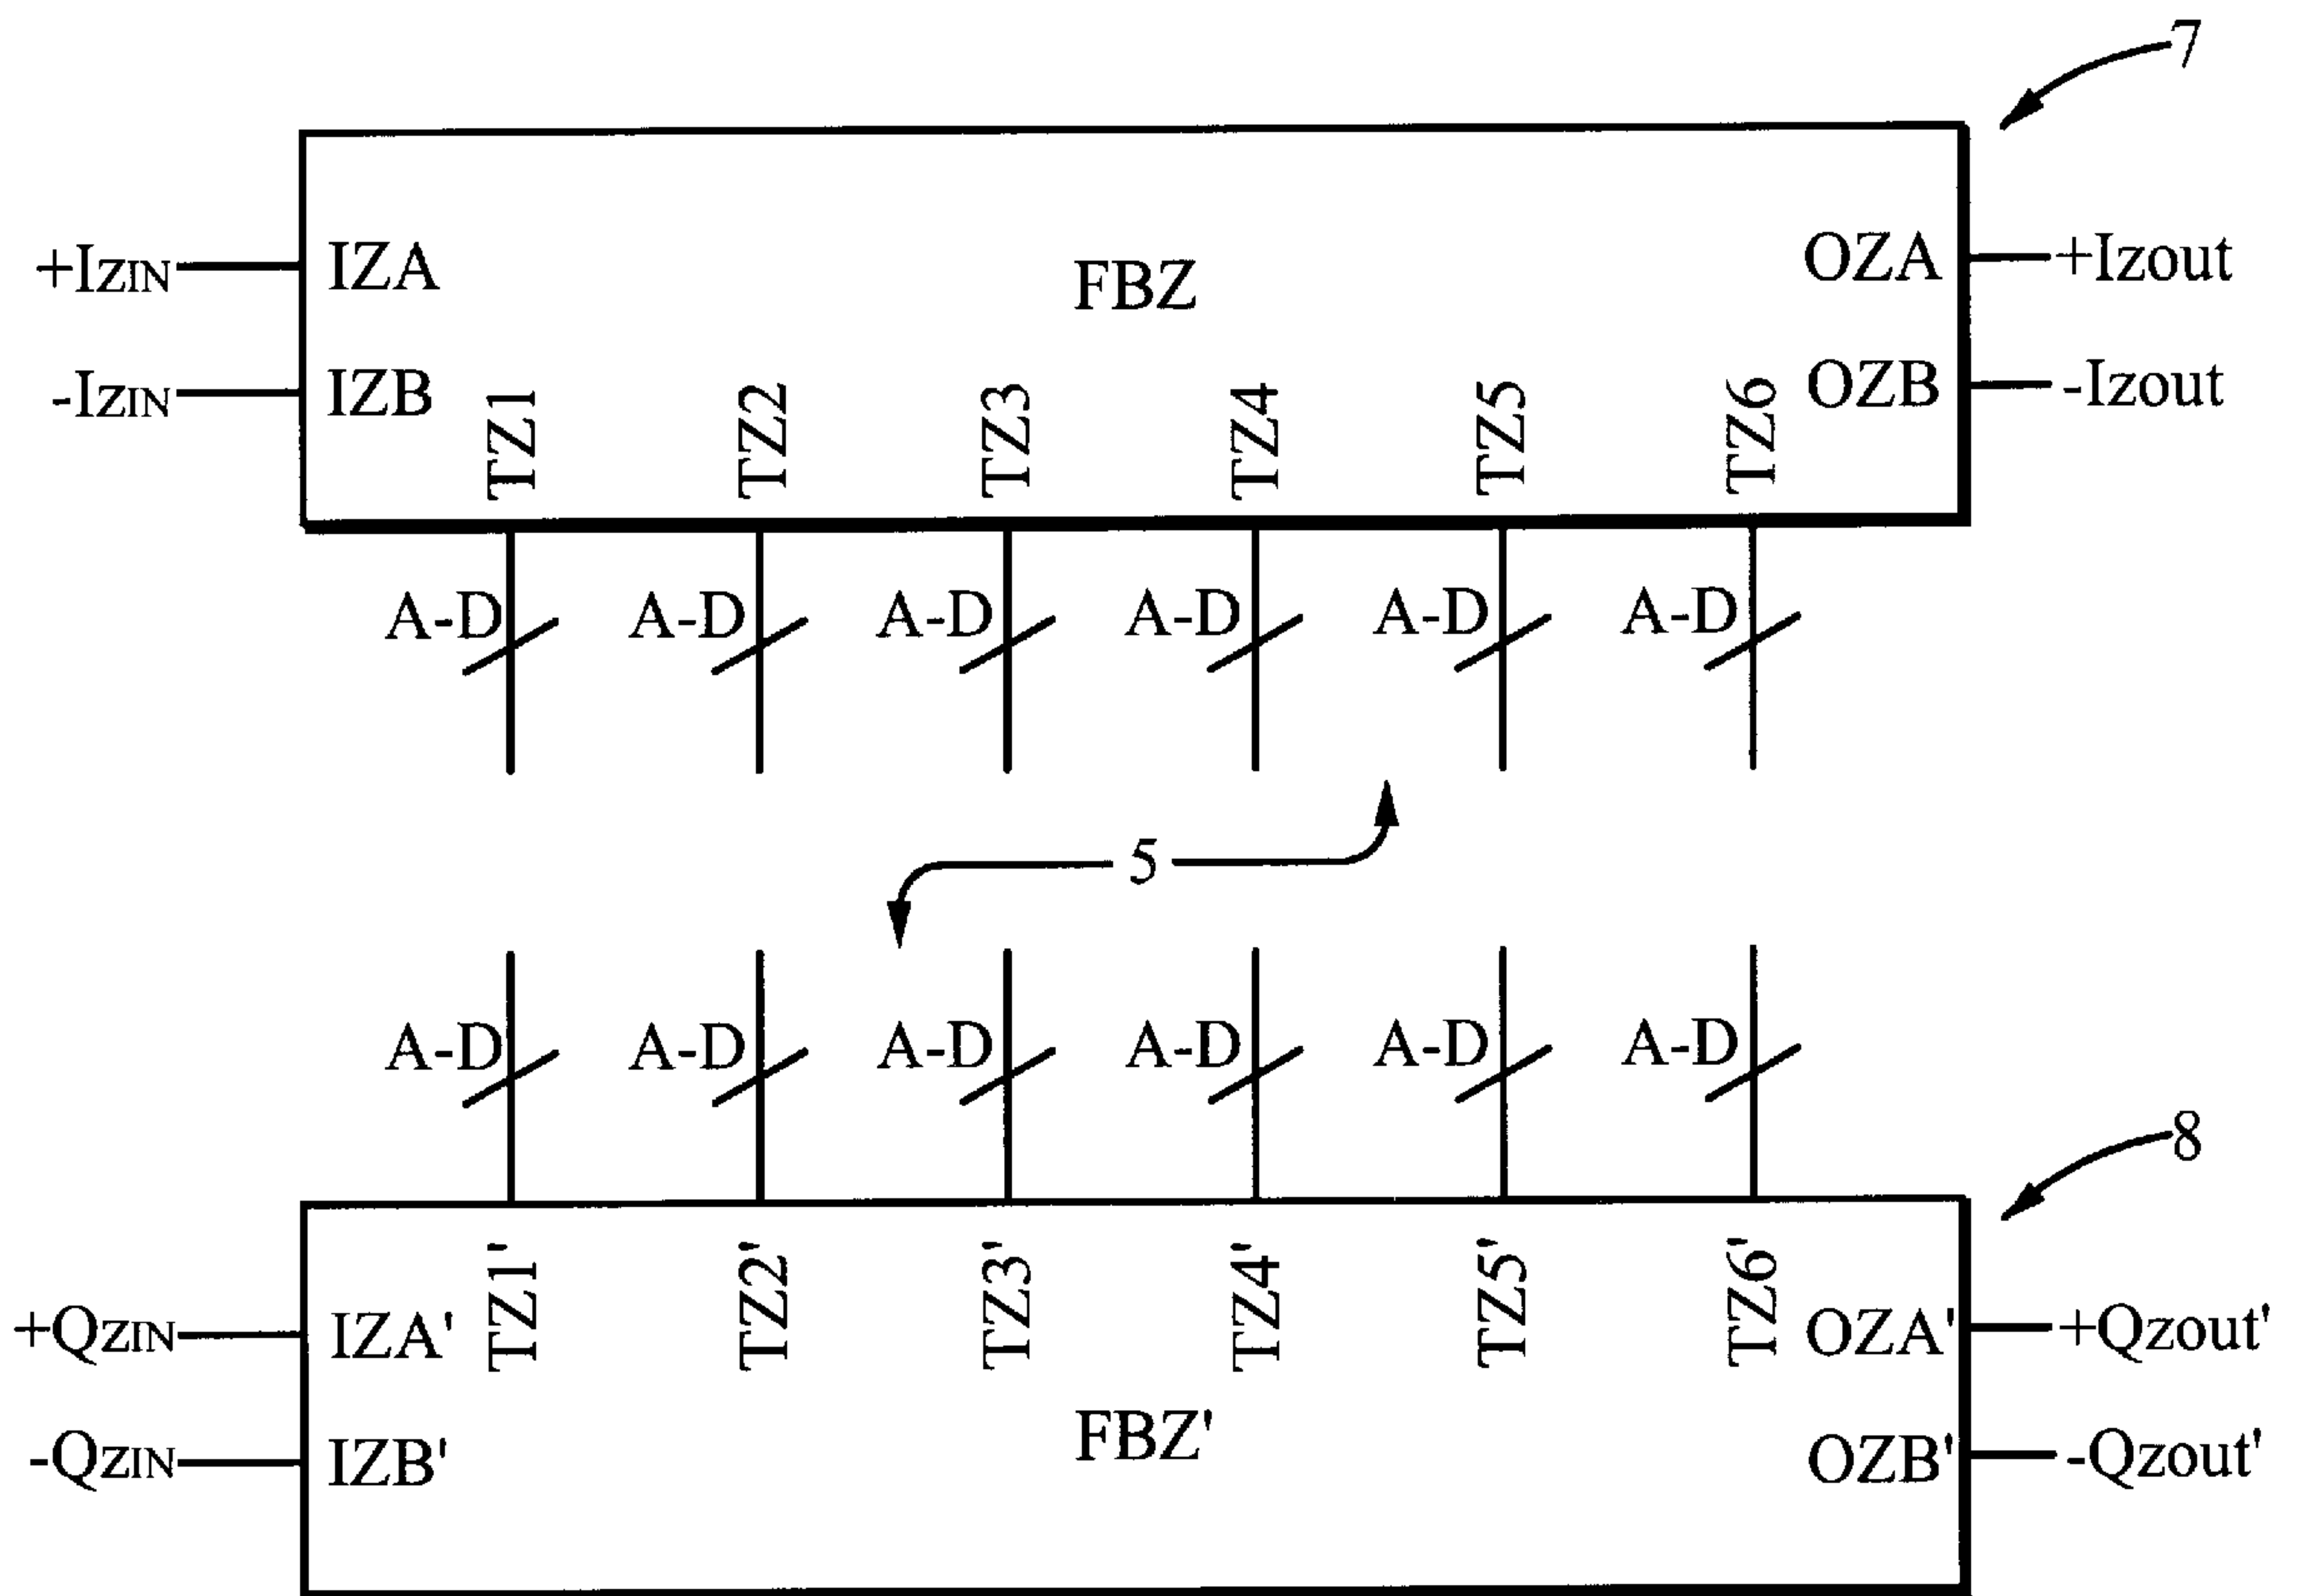 7
+IZIN IZA FBZ OZA +Izout
-IZIN IZB OZB -Izout
TZ1 TZ2 TZ3 TZ4 TZ5 TZ6
A-D A-D A-D A-D A-D A-D
5
A-D A-D A-D A-D A-D A-D
8
TZ1' TZ2' TZ3' TZ4' TZ5' TZ6'
+QZIN IZA' OZA' +Qzout'
-QZIN IZB' FBZ' OZB' -Qzout'